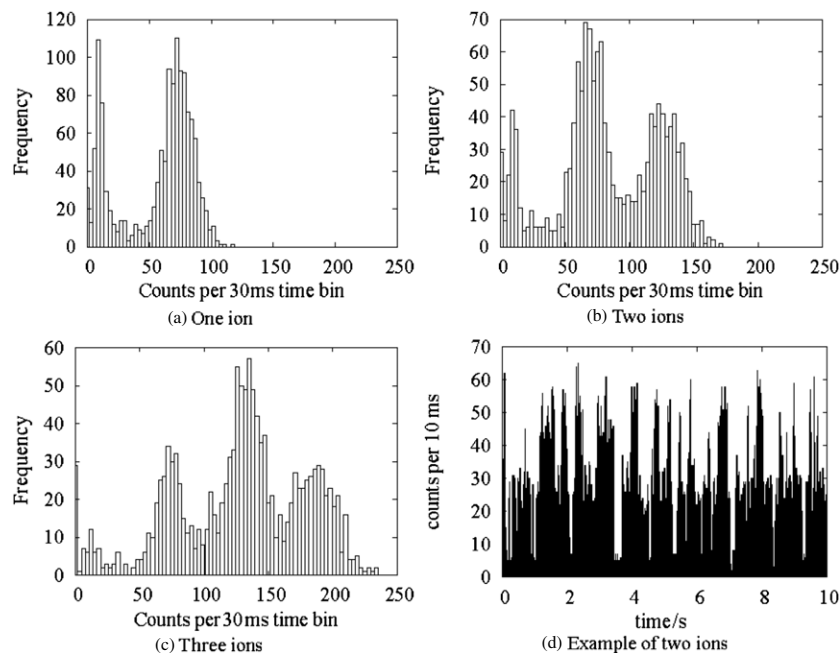 120
100
80
60
40
20
0
Frequency
0 50 100 150 200 250
Counts per 30ms time bin
(a) One ion
70
60
50
40
30
20
10
0
Frequency
0 50 100 150 200 250
Counts per 30ms time bin
(b) Two ions
70
60
50
40
30
20
10
0
Frequency
0 50 100 150 200 250
Counts per 30ms time bin
(c) Three ions
70
60
50
40
30
20
10
0
counts per 10 ms
0 2 4 6 8 10
time/s
(d) Example of two ions